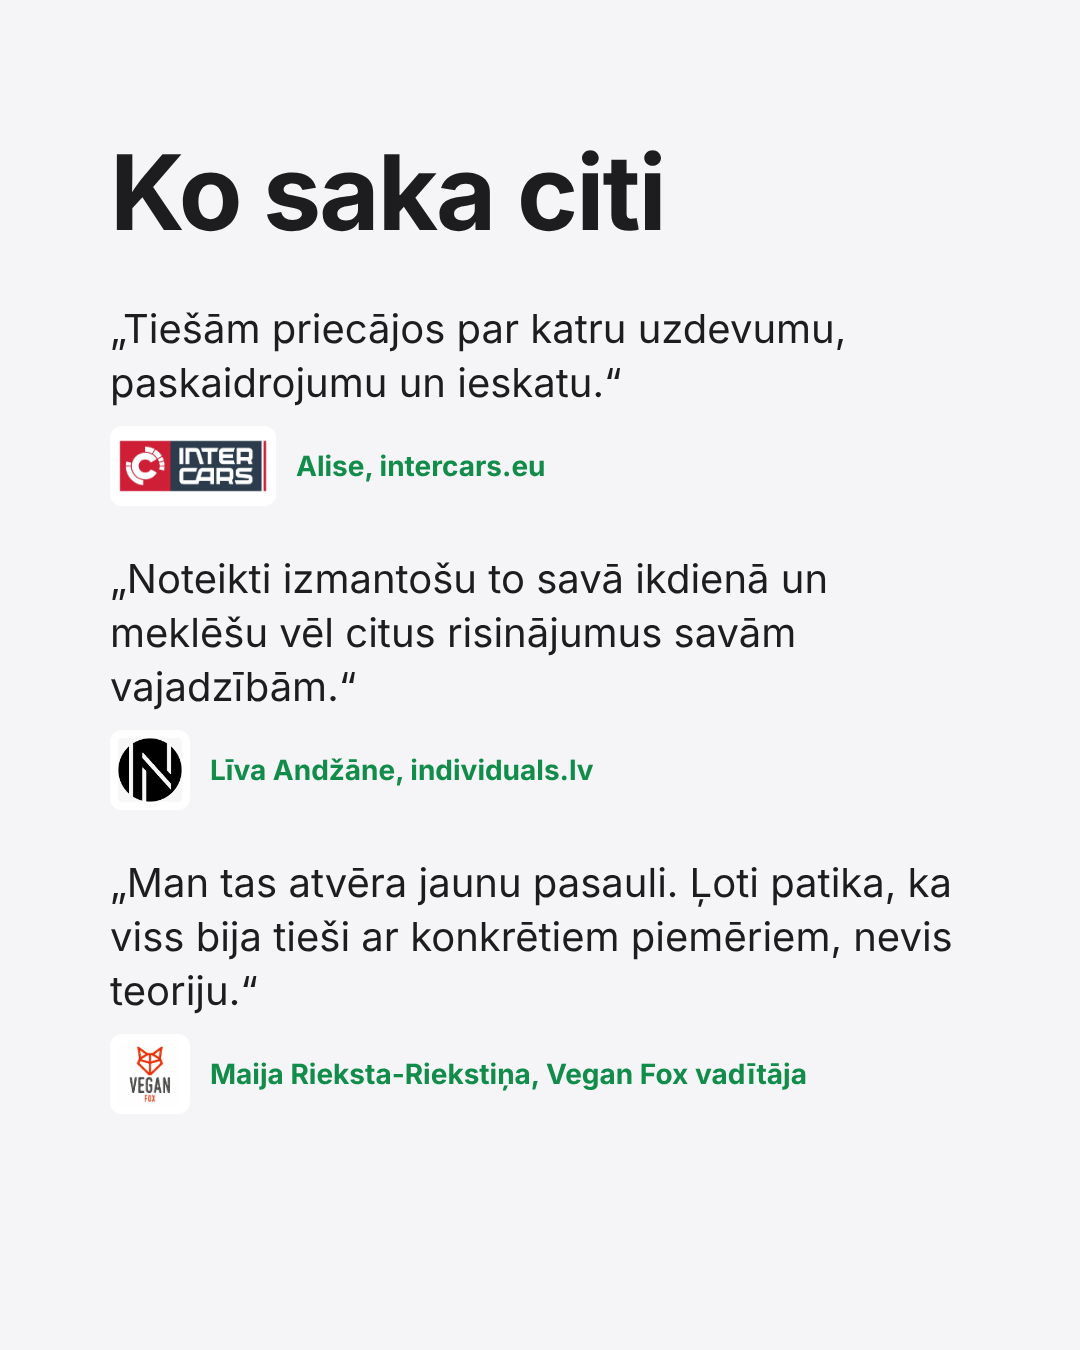 Ko saka citi
„Tiešām priecājos par katru uzdevumu,
paskaidrojumu un ieskatu.“
INTER
CARS
Alise, intercars.eu
„Noteikti izmantošu to savā ikdienā un
meklēšu vēl citus risinājumus savām
vajadzībām.“
Līva Andžāne, individuals.lv
„Man tas atvēra jaunu pasauli. Ļoti patika, ka
viss bija tieši ar konkrētiem piemēriem, nevis
teoriju.“
VEGAN
FOX
Maija Rieksta-Riekstiņa, Vegan Fox vadītāja